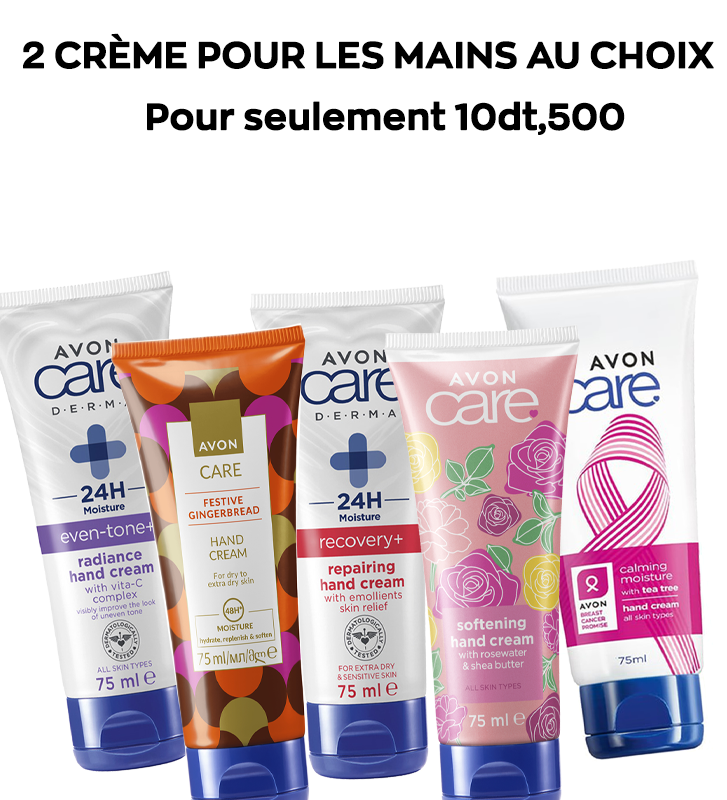 2 CRÈME POUR LES MAINS AU CHOIX
Pour seulement 10dt,500
AVON
care
D·E·R·M·A
24H
Moisture
even-tone+
radiance
hand cream
with vita-C
complex
visibly improve the look
of uneven tone
DERMATOLOGICALLY
TESTED
ALL SKIN TYPES
75 ml e
AVON
CARE
FESTIVE
GINGERBREAD
HAND
CREAM
For dry to
extra dry skin
48H*
MOISTURE
hydrate, replenish & soften
75 ml/мл/მლ e
AVON
care
D·E·R·M·A
24H
Moisture
recovery+
repairing
hand cream
with emollients
skin relief
DERMATOLOGICALLY
TESTED
FOR EXTRA DRY
& SENSITIVE SKIN
75 ml e
AVON
care
softening
hand cream
with rosewater
& shea butter
ALL SKIN TYPES
75 ml e
AVON
care
AVON
BREAST
CANCER
PROMISE
calming
moisture
with tea tree
hand cream
all skin types
75ml